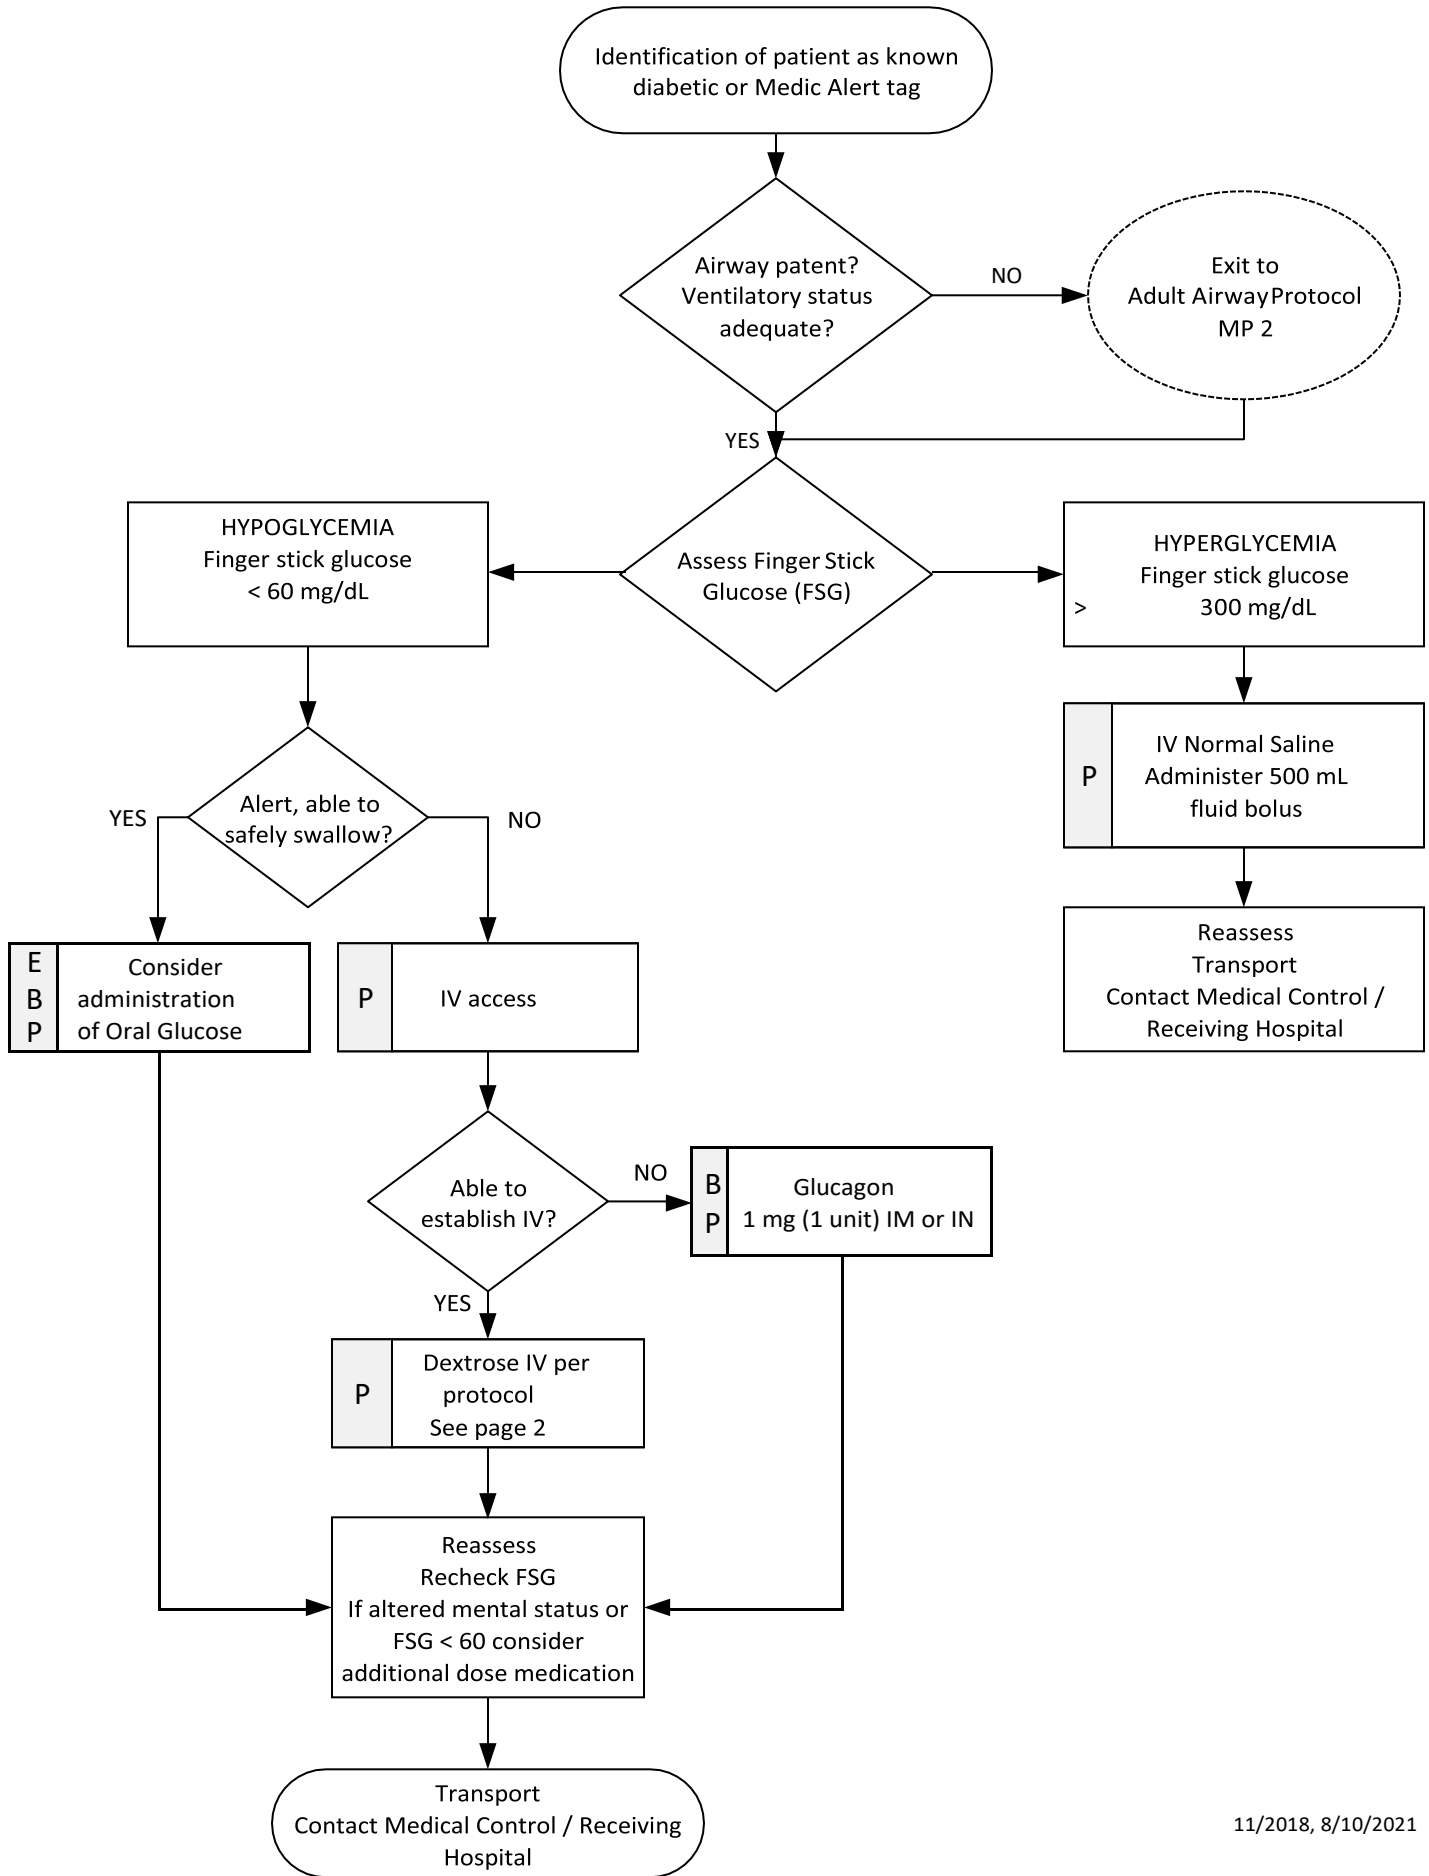 Identification of patient as known
diabetic or Medic Alert tag
Airway patent?
Ventilatory status
adequate?
NO
Exit to
Adult AirwayProtocol
MP 2
YES
Assess Finger Stick
Glucose (FSG)
HYPOGLYCEMIA
Finger stick glucose
< 60 mg/dL
HYPERGLYCEMIA
Finger stick glucose
> 300 mg/dL
P
IV Normal Saline
Administer 500 mL
fluid bolus
Reassess
Transport
Contact Medical Control /
Receiving Hospital
Alert, able to
safely swallow?
YES
NO
E
B
P
Consider
administration
of Oral Glucose
P
IV access
Able to
establish IV?
NO
B
P
Glucagon
1 mg (1 unit) IM or IN
YES
P
Dextrose IV per
protocol
See page 2
Reassess
Recheck FSG
If altered mental status or
FSG < 60 consider
additional dose medication
Transport
Contact Medical Control / Receiving
Hospital
11/2018, 8/10/2021